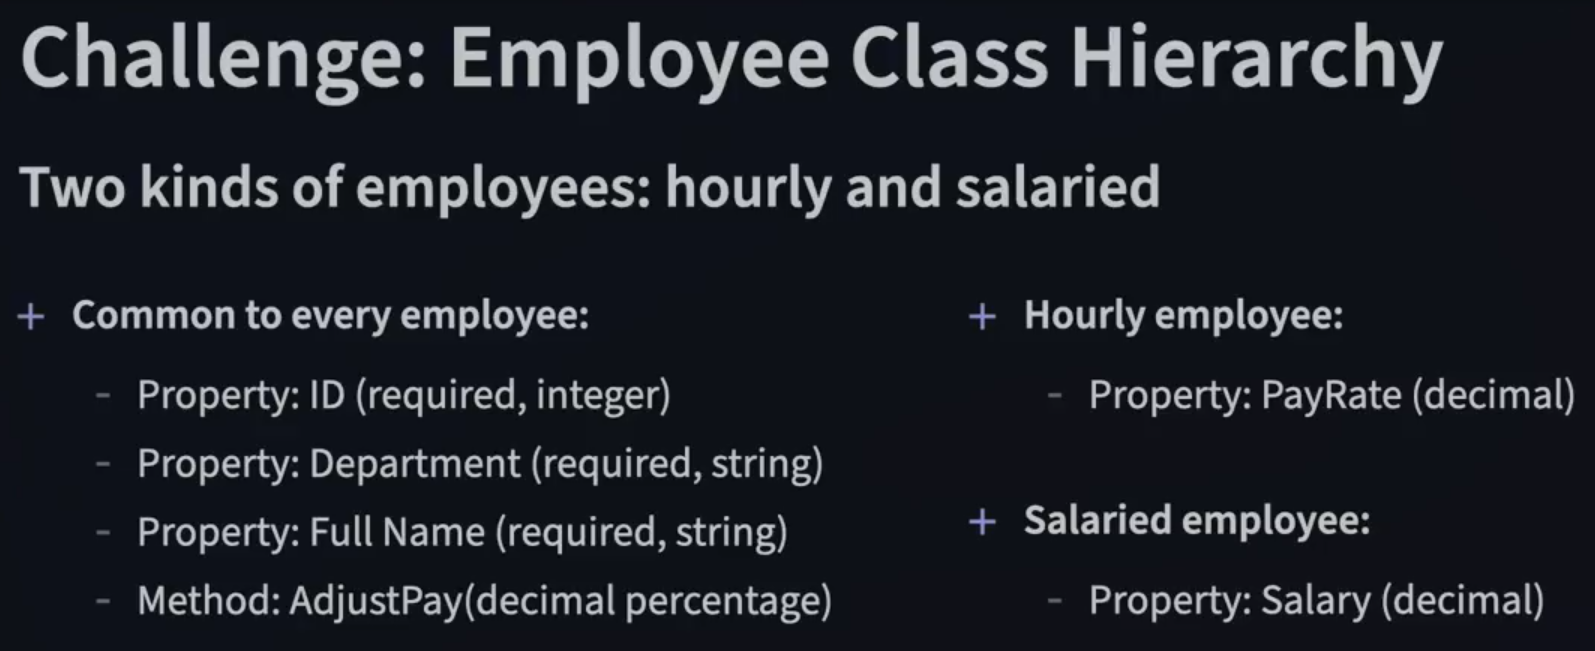 Challenge: Employee Class Hierarchy
Two kinds of employees: hourly and salaried
+ Common to every employee:
- Property: ID (required, integer)
- Property: Department (required, string)
- Property: Full Name (required, string)
- Method: AdjustPay(decimal percentage)
+ Hourly employee:
- Property: PayRate (decimal)
+ Salaried employee:
- Property: Salary (decimal)